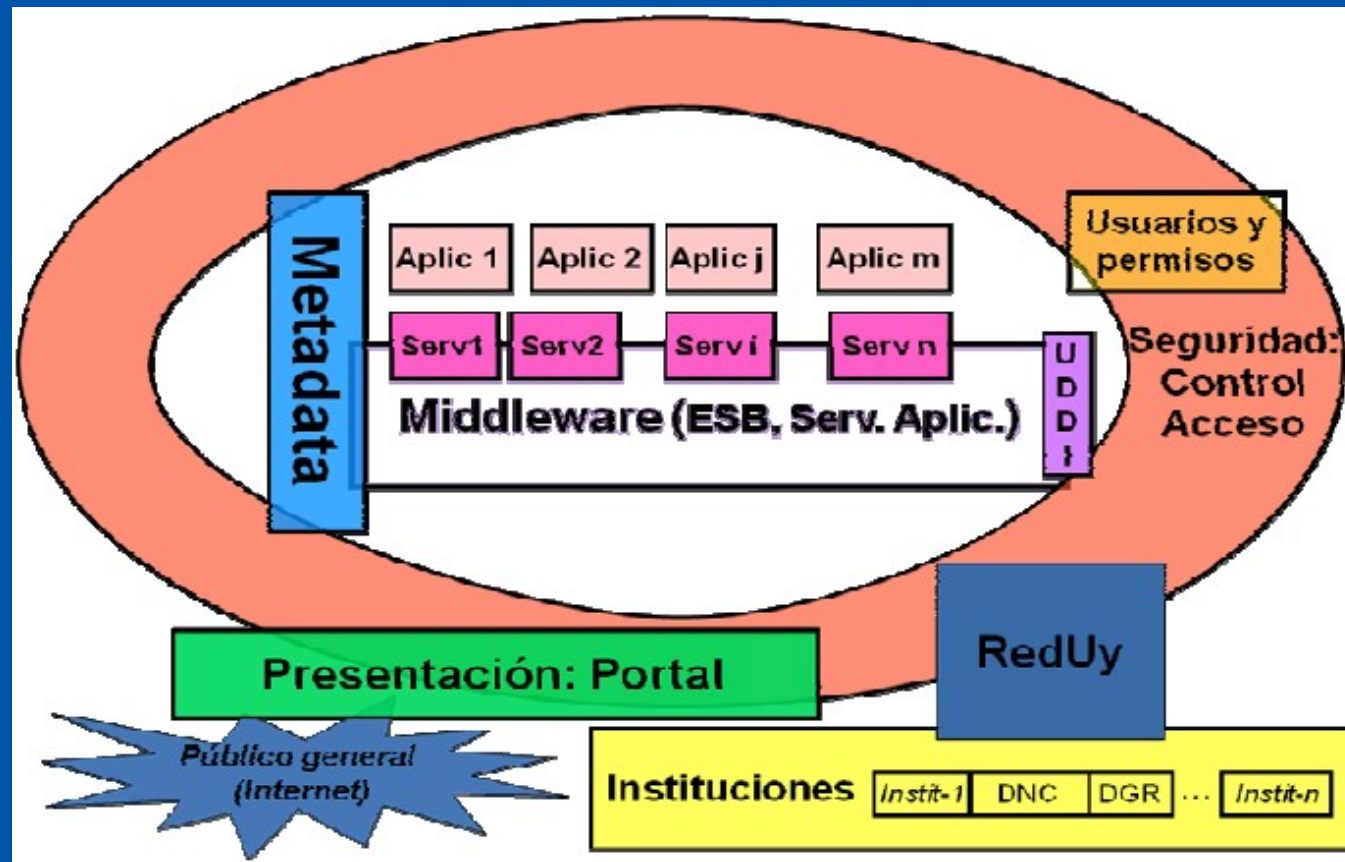 Metadata
Aplic 1
Aplic 2
Aplic j
Aplic m
Usuarios y
permisos
Serv1
Serv2
Serv i
Serv n
UDDI
Middleware (ESB, Serv. Aplic.)
Seguridad:
Control
Acceso
RedUy
Presentación: Portal
Público general
(Internet)
Instituciones
Instit-1
DNC
DGR
...
Instit-n